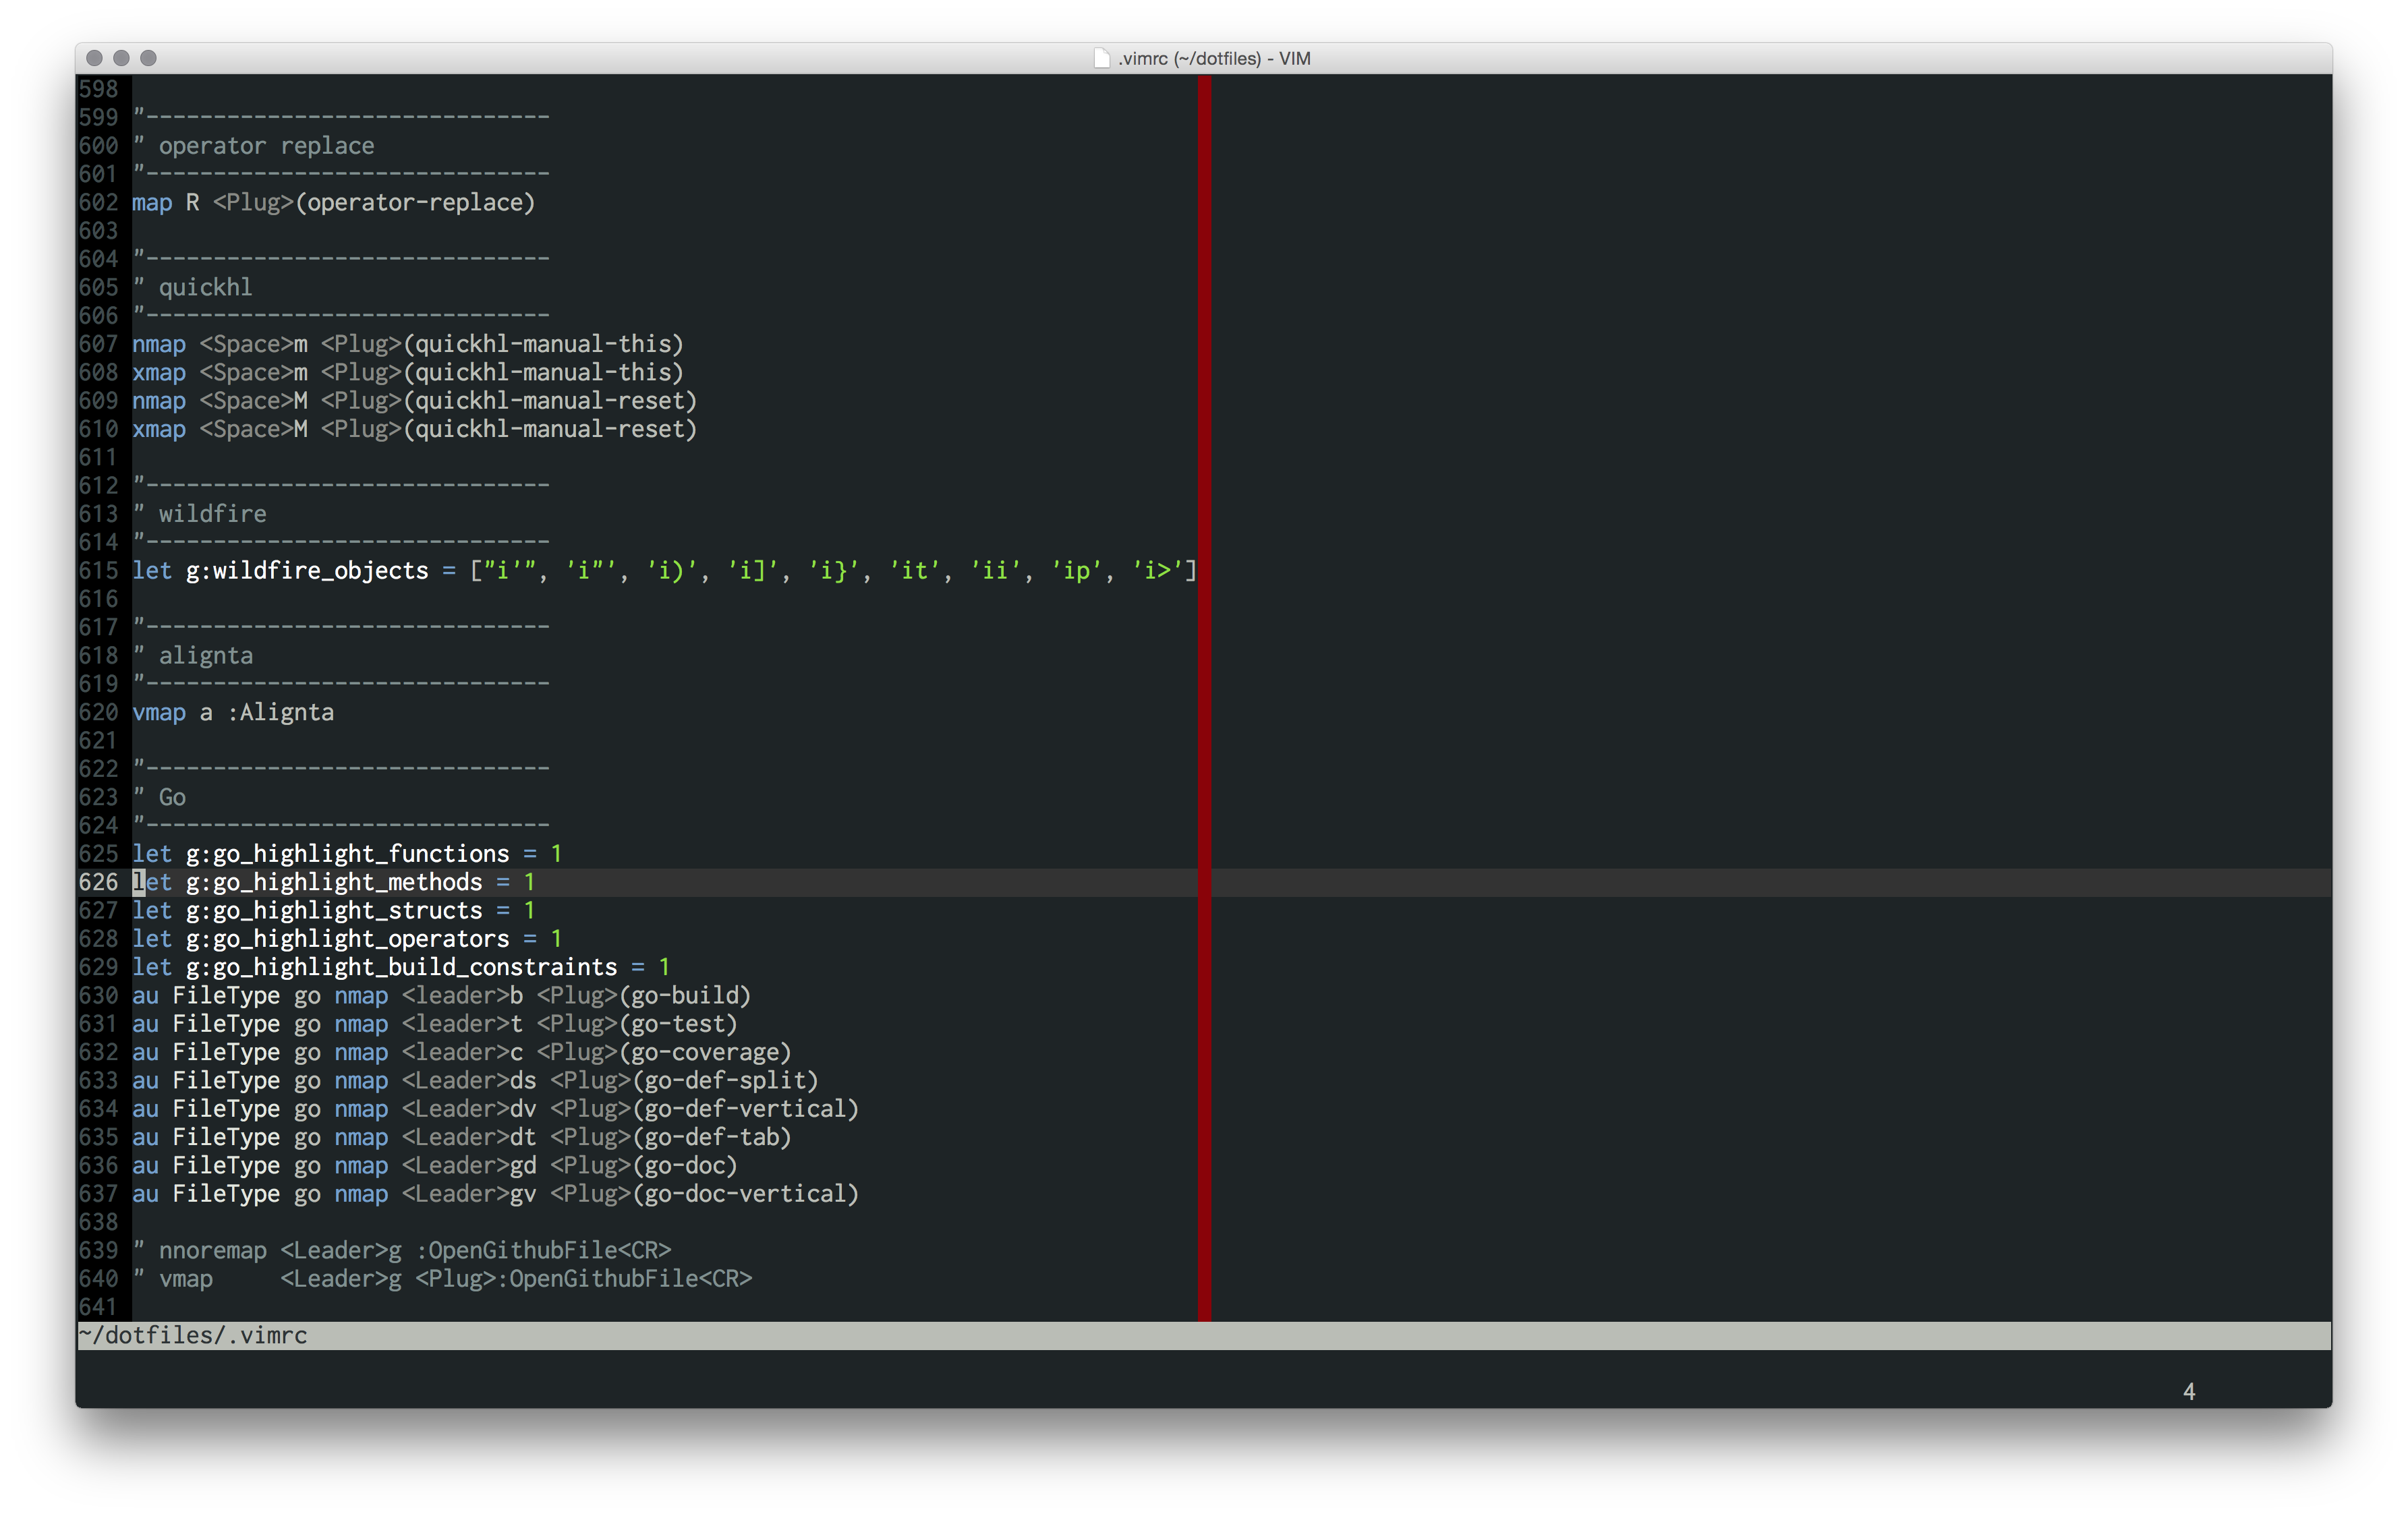 .vimrc (~/dotfiles) - VIM
598
599 "------------------------------
600 " operator replace
601 "------------------------------
602 map R <Plug>(operator-replace)
603
604 "------------------------------
605 " quickhl
606 "------------------------------
607 nmap <Space>m <Plug>(quickhl-manual-this)
608 xmap <Space>m <Plug>(quickhl-manual-this)
609 nmap <Space>M <Plug>(quickhl-manual-reset)
610 xmap <Space>M <Plug>(quickhl-manual-reset)
611
612 "------------------------------
613 " wildfire
614 "------------------------------
615 let g:wildfire_objects = ["i'", 'i"', 'i)', 'i]', 'i}', 'it', 'ii', 'ip', 'i>']
616
617 "------------------------------
618 " alignta
619 "------------------------------
620 vmap a :Alignta
621
622 "------------------------------
623 " Go
624 "------------------------------
625 let g:go_highlight_functions = 1
626 let g:go_highlight_methods = 1
627 let g:go_highlight_structs = 1
628 let g:go_highlight_operators = 1
629 let g:go_highlight_build_constraints = 1
630 au FileType go nmap <leader>b <Plug>(go-build)
631 au FileType go nmap <leader>t <Plug>(go-test)
632 au FileType go nmap <leader>c <Plug>(go-coverage)
633 au FileType go nmap <Leader>ds <Plug>(go-def-split)
634 au FileType go nmap <Leader>dv <Plug>(go-def-vertical)
635 au FileType go nmap <Leader>dt <Plug>(go-def-tab)
636 au FileType go nmap <Leader>gd <Plug>(go-doc)
637 au FileType go nmap <Leader>gv <Plug>(go-doc-vertical)
638
639 " nnoremap <Leader>g :OpenGithubFile<CR>
640 " vmap     <Leader>g <Plug>:OpenGithubFile<CR>
641
~/dotfiles/.vimrc
4